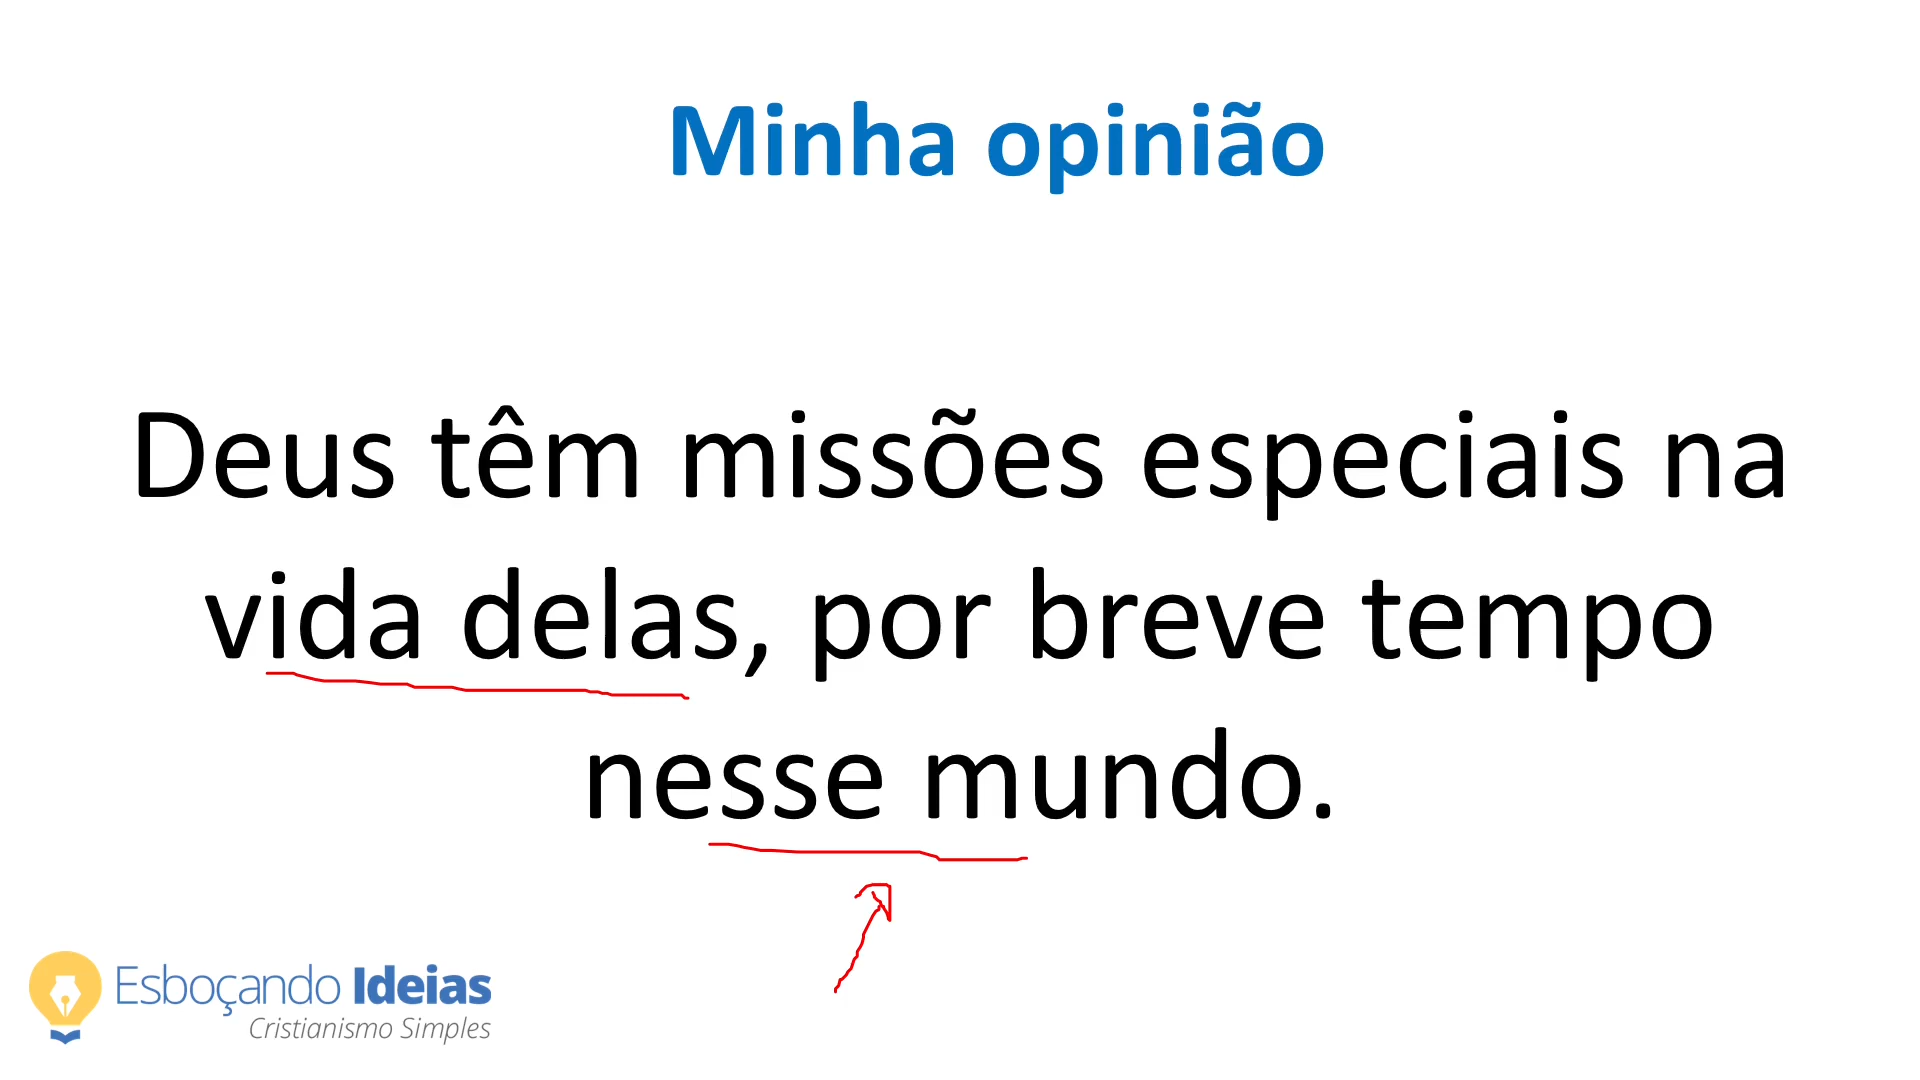 Minha opinião
Deus têm missões especiais na
vida delas, por breve tempo
nesse mundo.
Esboçando Ideias
Cristianismo Simples